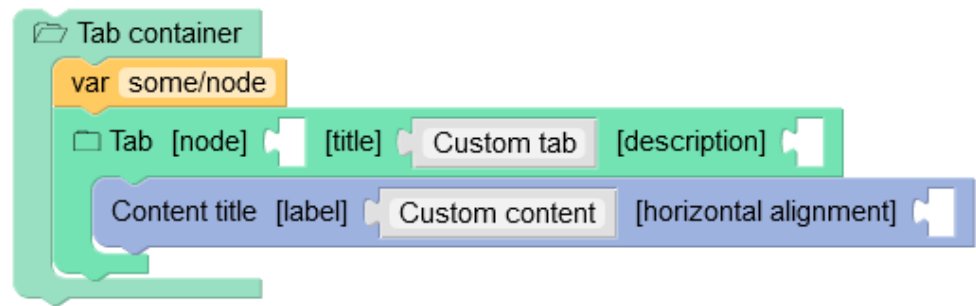 Tab container
var some/node
Tab [node] [title] Custom tab [description]
Content title [label] Custom content [horizontal alignment]